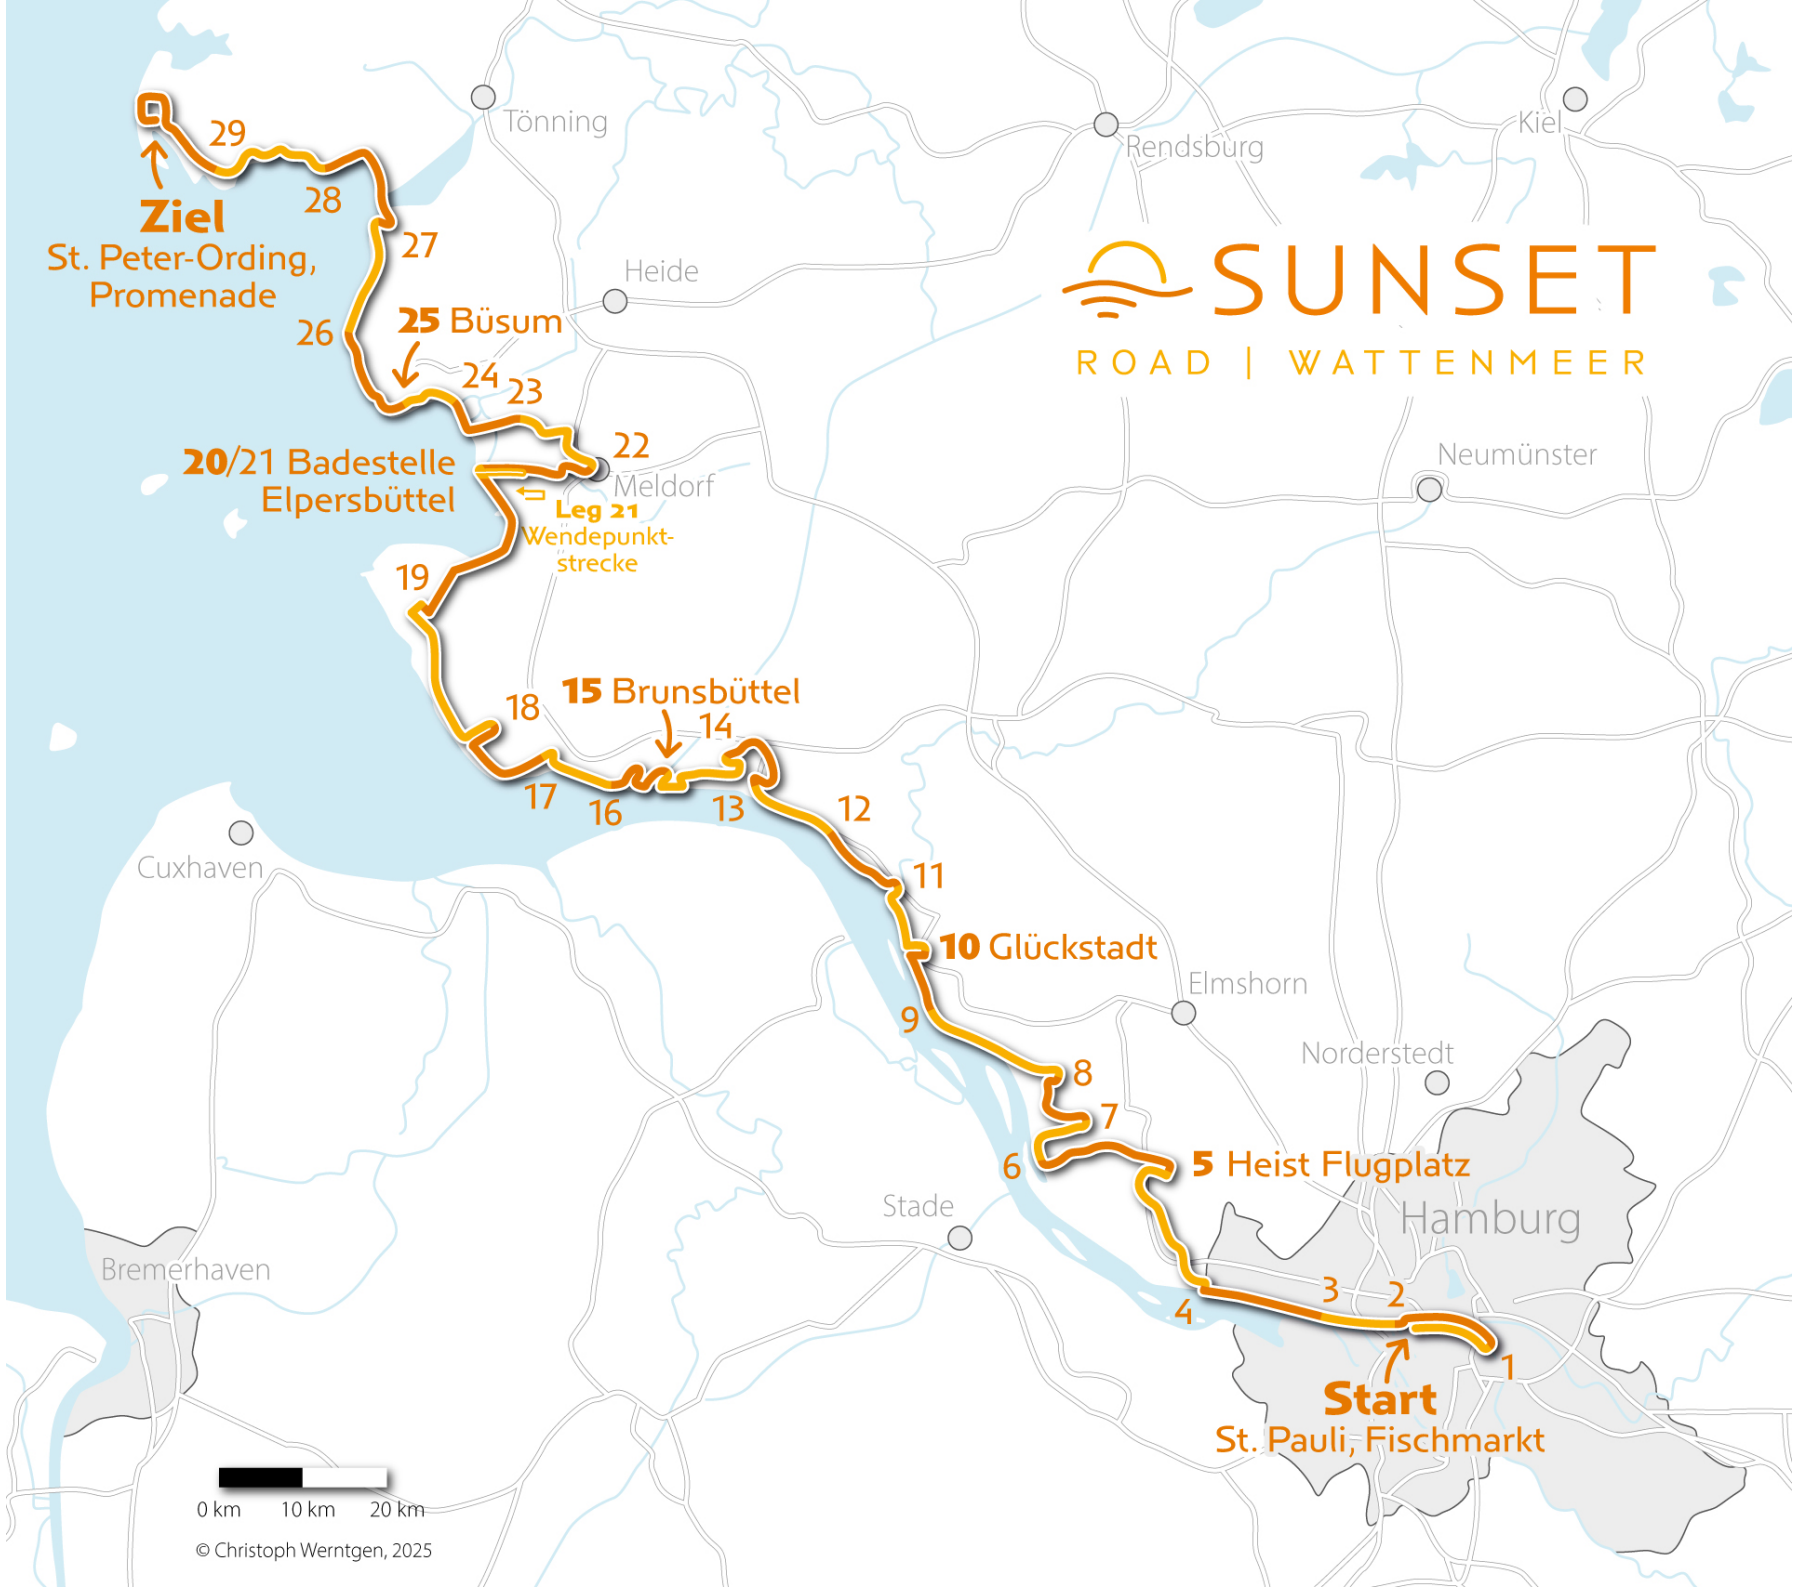 Tönning
Rendsburg
Kiel
29
28
Ziel
St. Peter-Ording,
Promenade
27
Heide
SUNSET
ROAD | WATTENMEER
26
25 Büsum
24
23
22
Meldorf
Neumünster
20/21 Badestelle
Elpersbüttel
Leg 21
Wendepunkt-
strecke
19
18
15 Brunsbüttel
14
17
16
13
12
Cuxhaven
11
10 Glückstadt
Elmshorn
9
Norderstedt
8
7
6
5 Heist Flugplatz
Stade
Hamburg
Bremerhaven
4
3
2
1
Start
St. Pauli, Fischmarkt
0 km 10 km 20 km
© Christoph Werntgen, 2025